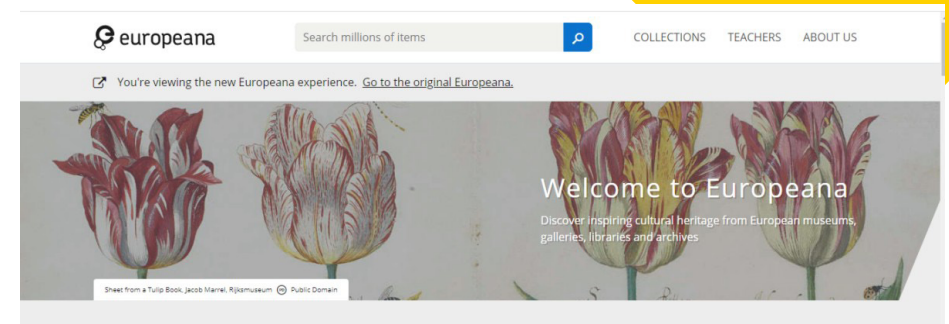 europeana
Search millions of items
COLLECTIONS TEACHERS ABOUT US
You're viewing the new Europeana experience. Go to the original Europeana.
Welcome to Europeana
Discover inspiring cultural heritage from European museums,
galleries, libraries and archives
Sheet from a Tulip Book, Jacob Marrel, Rijksmuseum Public Domain